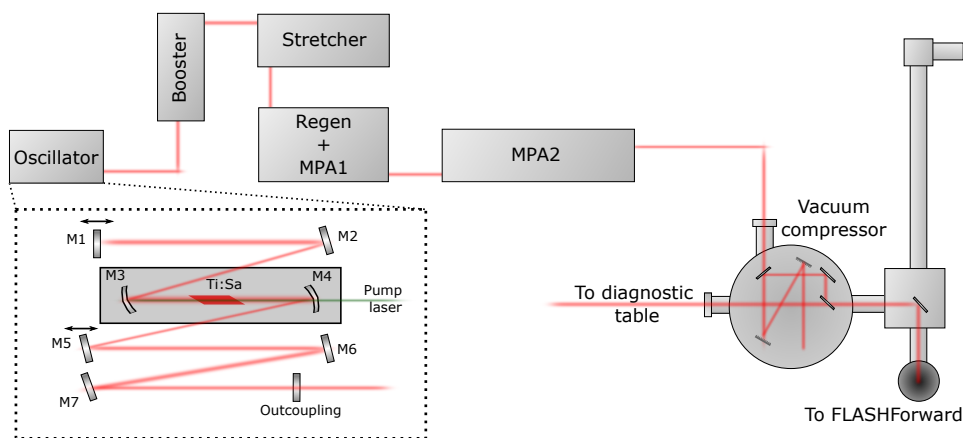 Stretcher
Booster
Oscillator
Regen
+
MPA1
MPA2
Vacuum
compressor
To diagnostic
table
To FLASHForward
M1
M2
M3
Ti:Sa
M4
Pump
laser
M5
M6
M7
Outcoupling